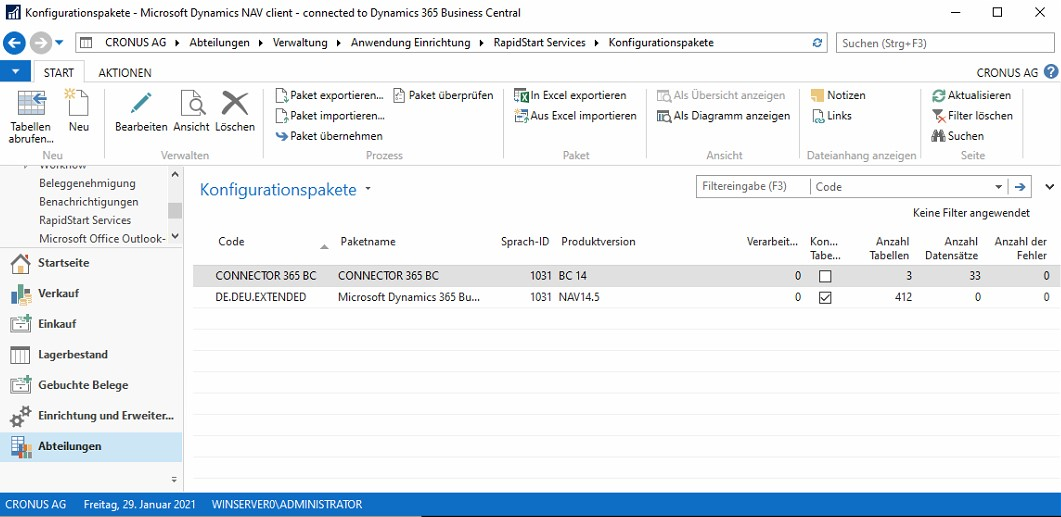 Konfigurationspakete - Microsoft Dynamics NAV client - connected to Dynamics 365 Business Central
CRONUS AG Abteilungen Verwaltung Anwendung Einrichtung RapidStart Services Konfigurationspakete
Suchen (Strg+F3)
START AKTIONEN
CRONUS AG
Tabellen abrufen...
Neu
Neu
Bearbeiten Ansicht Löschen
Verwalten
Paket exportieren...
Paket importieren...
Paket übernehmen
Paket überprüfen
Prozess
In Excel exportieren
Aus Excel importieren
Paket
Als Übersicht anzeigen
Als Diagramm anzeigen
Ansicht
Notizen
Links
Dateianhang anzeigen
Aktualisieren
Filter löschen
Suchen
Seite
Workflow
Beleggenehmigung
Benachrichtigungen
RapidStart Services
Microsoft Office Outlook-
Startseite
Verkauf
Einkauf
Lagerbestand
Gebuchte Belege
Einrichtung und Erweiter...
Abteilungen
Konfigurationspakete
Filtereingabe (F3) Code
Keine Filter angewendet
Code Paketname Sprach-ID Produktversion Verarbeit... Kon... Tabe... Anzahl Tabellen Anzahl Datensätze Anzahl der Fehler
CONNECTOR 365 BC CONNECTOR 365 BC 1031 BC 14 0 3 33 0
DE.DEU.EXTENDED Microsoft Dynamics 365 Bu... 1031 NAV14.5 0 412 0 0
CRONUS AG Freitag, 29. Januar 2021 WINSERVER0\ADMINISTRATOR